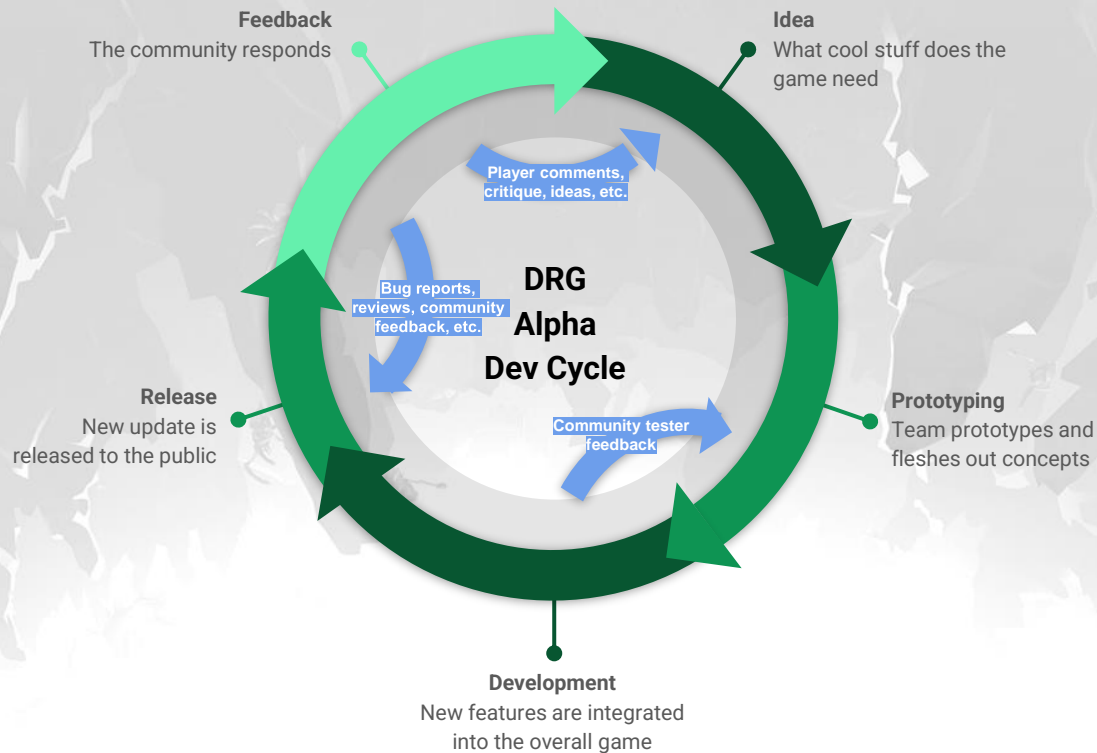 Feedback
The community responds
Idea
What cool stuff does the
game need
Player comments,
critique, ideas, etc.
Bug reports,
reviews, community
feedback, etc.
DRG
Alpha
Dev Cycle
Community tester
feedback
Release
New update is
released to the public
Prototyping
Team prototypes and
fleshes out concepts
Development
New features are integrated
into the overall game